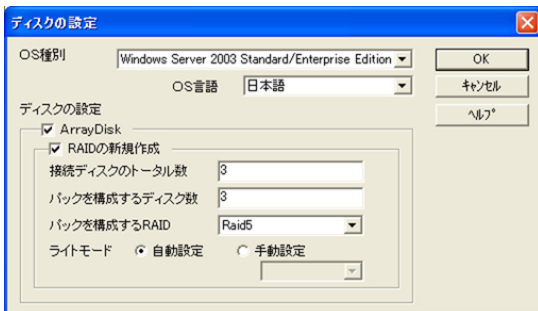 ディスクの設定
OS種別 Windows Server 2003 Standard/Enterprise Edition OK
OS言語 日本語 キャンセル
ディスクの設定 ヘルプ
ArrayDisk
RAIDの新規作成
接続ディスクのトータル数 3
パックを構成するディスク数 3
パックを構成するRAID Raid5
ライトモード 自動設定 手動設定